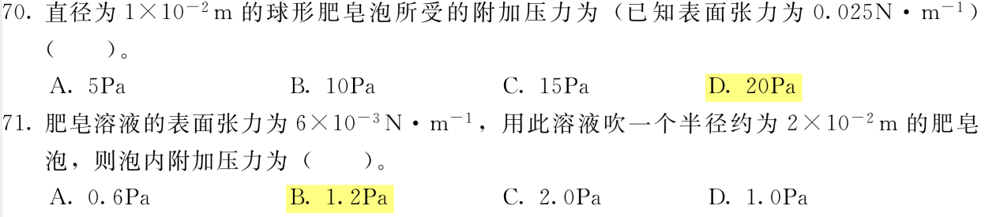 70. 直径为 1×10⁻² m 的球形肥皂泡所受的附加压力为（已知表面张力为 0.025N·m⁻¹）
（　　）。
A. 5Pa　B. 10Pa　C. 15Pa　D. 20Pa
71. 肥皂溶液的表面张力为 6×10⁻³ N·m⁻¹，用此溶液吹一个半径约为 2×10⁻² m 的肥皂
泡，则泡内附加压力为（　　）。
A. 0.6Pa　B. 1.2Pa　C. 2.0Pa　D. 1.0Pa